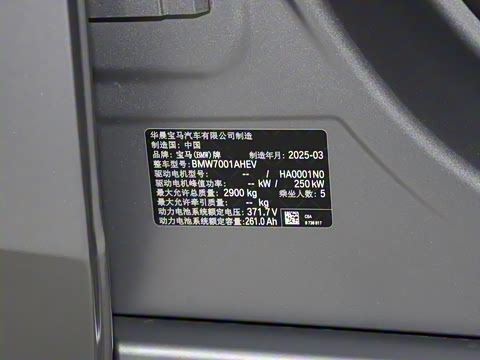 华晨宝马汽车有限公司制造
制造国: 中国
品牌: 宝马(BMW)牌 制造年月: 2025-03
整车型号: BMW7001AHEV
驱动电机型号: -- / HA0001N0
驱动电机峰值功率: -- kW / 250 kW
最大允许总质量: 2900 kg 乘坐人数: 5
最大允许牵引质量: -- kg
动力电池系统额定电压: 371.7 V
动力电池系统额定容量: 261.0 Ah